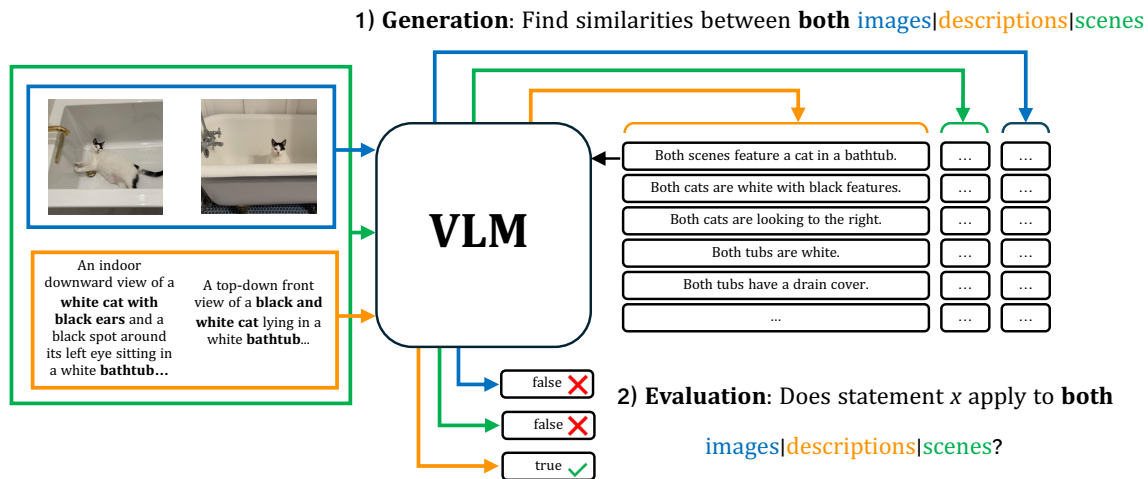 1) Generation: Find similarities between both images|descriptions|scenes
An indoor
downward view of a
white cat with
black ears and a
black spot around
its left eye sitting in
a white bathtub...
A top-down front
view of a black and
white cat lying in a
white bathtub...
VLM
Both scenes feature a cat in a bathtub.
... ...
Both cats are white with black features.
... ...
Both cats are looking to the right.
... ...
Both tubs are white.
... ...
Both tubs have a drain cover.
... ...
...
... ...
false
false
true
2) Evaluation: Does statement x apply to both
images|descriptions|scenes?